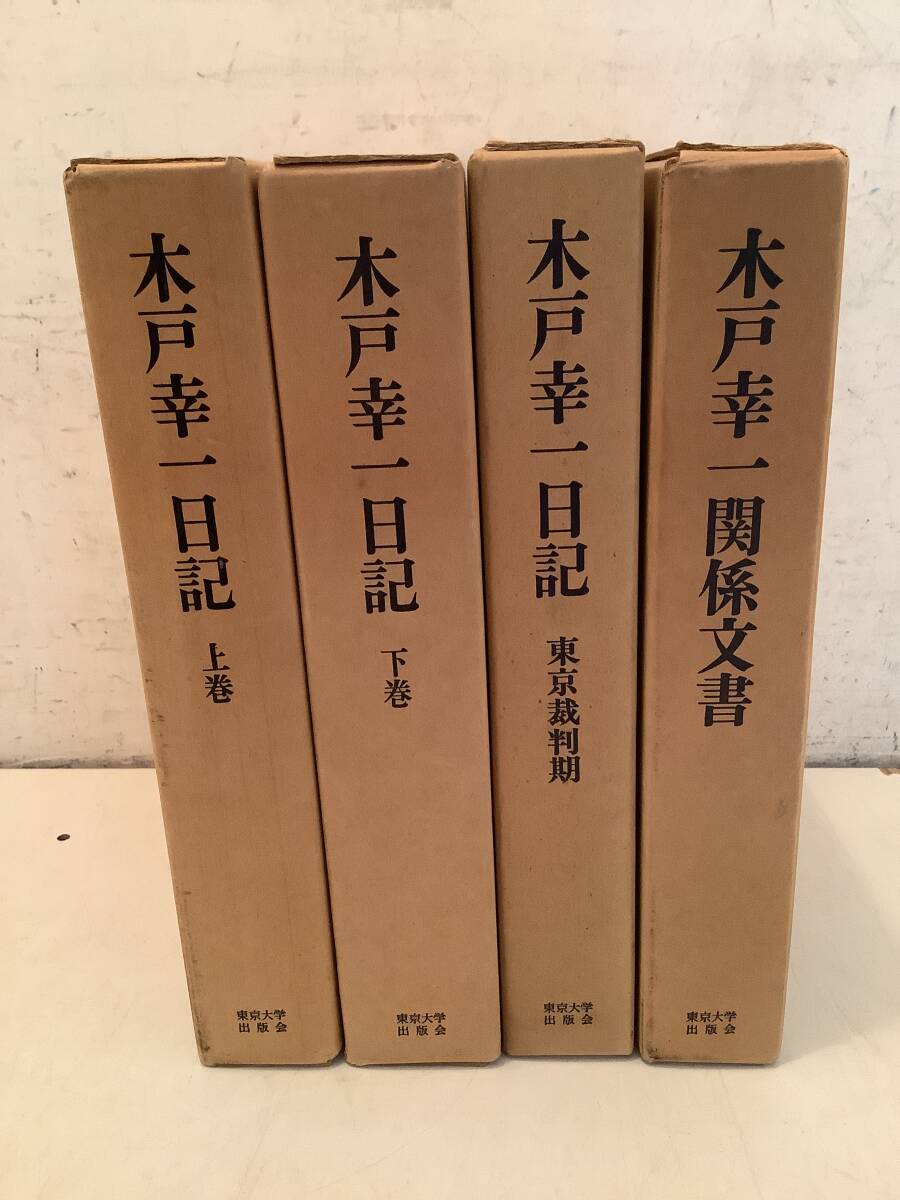 木戸幸一日記
上巻
東京大学
出版会
木戸幸一日記
下巻
東京大学
出版会
木戸幸一日記
東京裁判期
東京大学
出版会
木戸幸一関係文書
東京大学
出版会